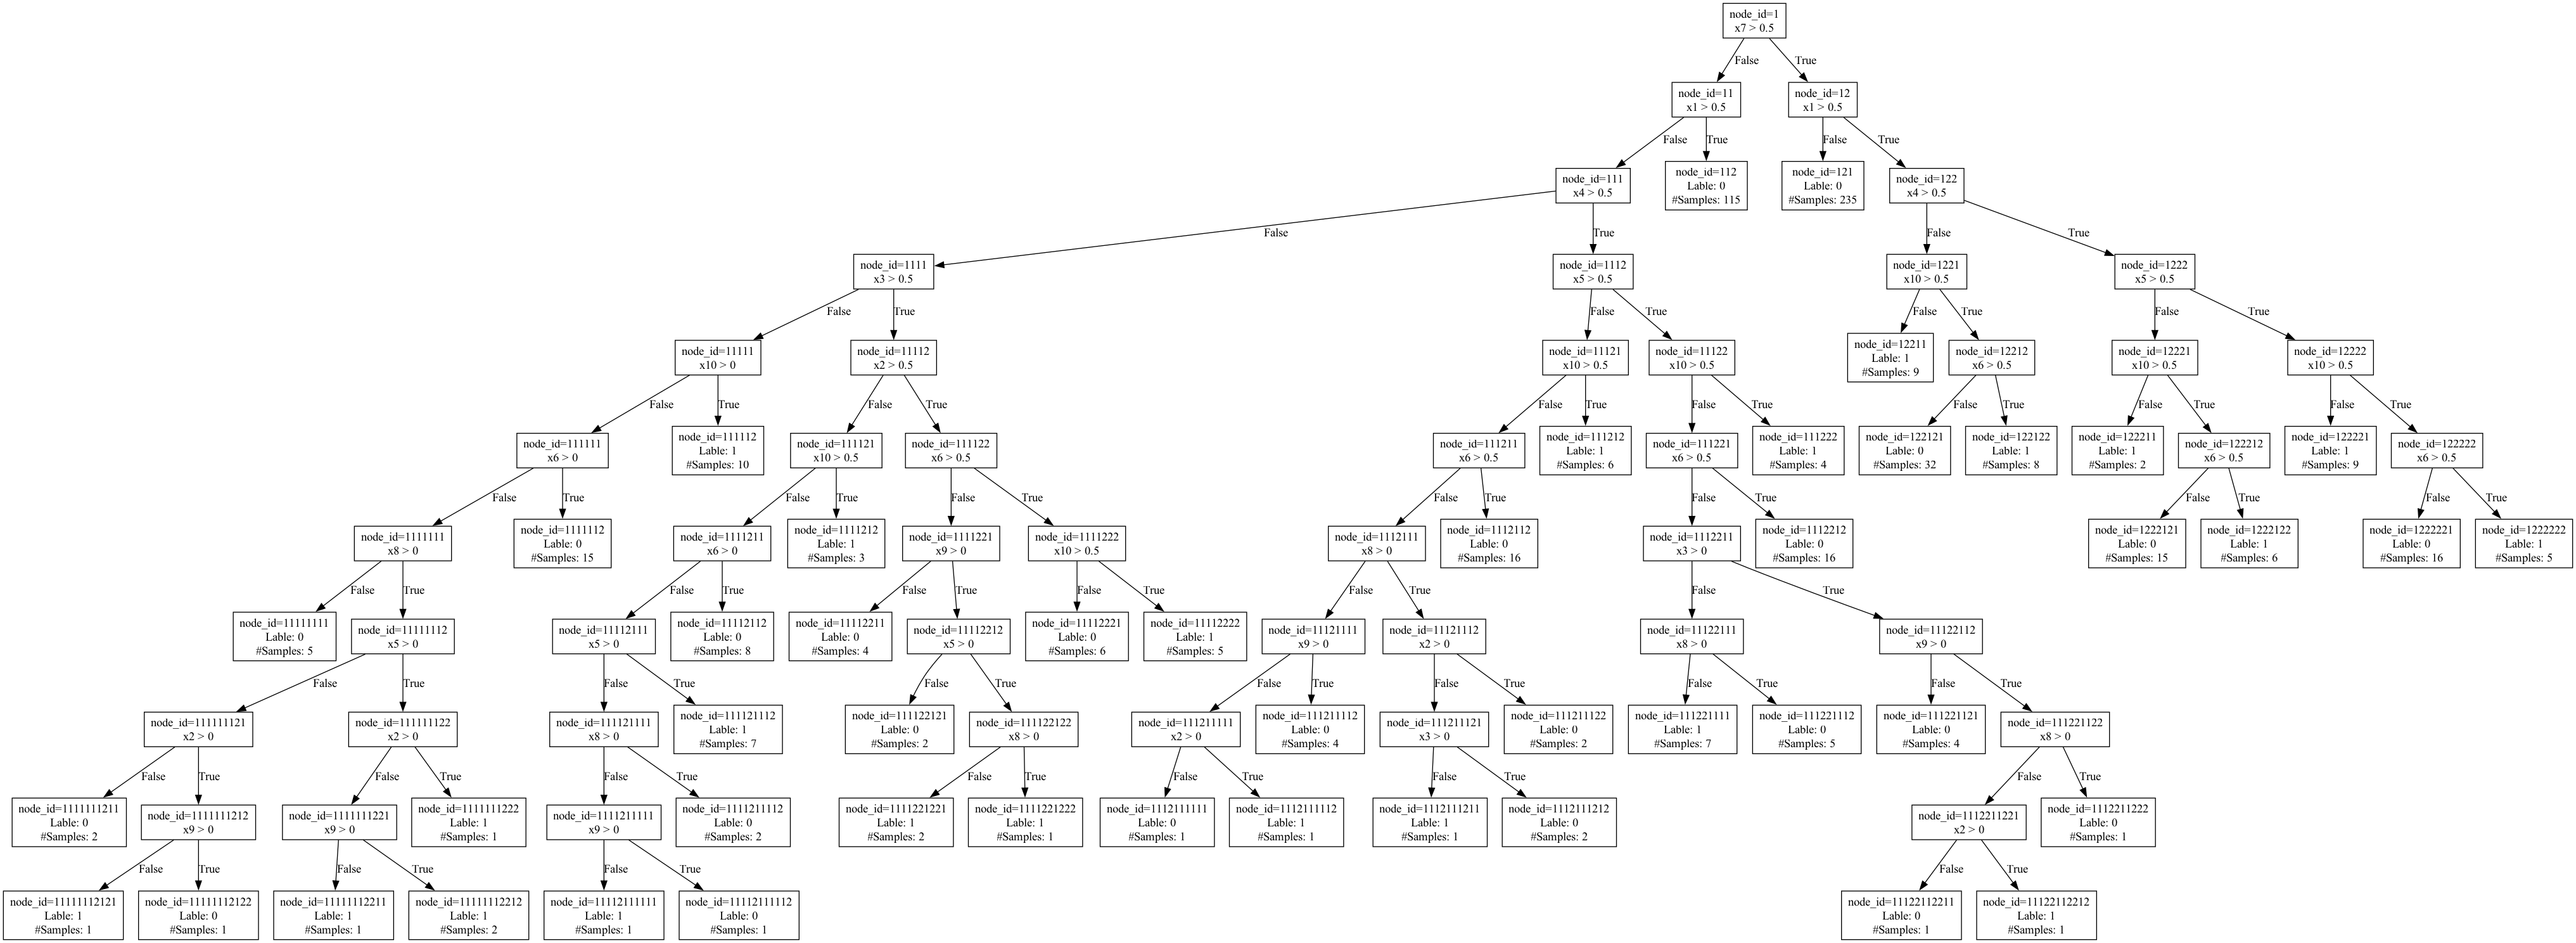 node_id=1
x7 > 0.5
False
True
node_id=11
x1 > 0.5
node_id=12
x1 > 0.5
False
True
False
True
node_id=111
x4 > 0.5
node_id=112
Lable: 0
#Samples: 115
node_id=121
Lable: 0
#Samples: 235
node_id=122
x4 > 0.5
False
True
False
True
node_id=1111
x3 > 0.5
node_id=1112
x5 > 0.5
node_id=1221
x10 > 0.5
node_id=1222
x5 > 0.5
False
True
False
True
False
True
False
True
node_id=11111
x10 > 0
node_id=11112
x2 > 0.5
node_id=11121
x10 > 0.5
node_id=11122
x10 > 0.5
node_id=12211
Lable: 1
#Samples: 9
node_id=12212
x6 > 0.5
node_id=12221
x10 > 0.5
node_id=12222
x10 > 0.5
False
True
False
True
False
True
False
True
False
True
False
True
False
True
node_id=111111
x6 > 0
node_id=111112
Lable: 1
#Samples: 10
node_id=111121
x10 > 0.5
node_id=111122
x6 > 0.5
node_id=111211
x6 > 0.5
node_id=111212
Lable: 1
#Samples: 6
node_id=111221
x6 > 0.5
node_id=111222
Lable: 1
#Samples: 4
node_id=122121
Lable: 0
#Samples: 32
node_id=122122
Lable: 1
#Samples: 8
node_id=122211
Lable: 1
#Samples: 2
node_id=122212
x6 > 0.5
node_id=122221
Lable: 1
#Samples: 9
node_id=122222
x6 > 0.5
False
True
False
True
False
True
False
True
False
True
False
True
False
True
node_id=1111111
x8 > 0
node_id=1111112
Lable: 0
#Samples: 15
node_id=1111211
x6 > 0
node_id=1111212
Lable: 1
#Samples: 3
node_id=1111221
x9 > 0
node_id=1111222
x10 > 0.5
node_id=1112111
x8 > 0
node_id=1112112
Lable: 0
#Samples: 16
node_id=1112211
x3 > 0
node_id=1112212
Lable: 0
#Samples: 16
node_id=1222121
Lable: 0
#Samples: 15
node_id=1222122
Lable: 1
#Samples: 6
node_id=1222221
Lable: 0
#Samples: 16
node_id=1222222
Lable: 1
#Samples: 5
False
True
False
True
False
True
False
True
False
True
False
True
node_id=11111111
Lable: 0
#Samples: 5
node_id=11111112
x5 > 0
node_id=11112111
x5 > 0
node_id=11112112
Lable: 0
#Samples: 8
node_id=11112211
Lable: 0
#Samples: 4
node_id=11112212
x5 > 0
node_id=11112221
Lable: 0
#Samples: 6
node_id=11112222
Lable: 1
#Samples: 5
node_id=11121111
x9 > 0
node_id=11121112
x2 > 0
node_id=11122111
x8 > 0
node_id=11122112
x9 > 0
False
True
False
True
False
True
False
True
False
True
False
True
False
True
node_id=111111121
x2 > 0
node_id=111111122
x2 > 0
node_id=111121111
x8 > 0
node_id=111121112
Lable: 1
#Samples: 7
node_id=111122121
Lable: 0
#Samples: 2
node_id=111122122
x8 > 0
node_id=111211111
x2 > 0
node_id=111211112
Lable: 0
#Samples: 4
node_id=111211121
x3 > 0
node_id=111211122
Lable: 0
#Samples: 2
node_id=111221111
Lable: 1
#Samples: 7
node_id=111221112
Lable: 0
#Samples: 5
node_id=111221121
Lable: 0
#Samples: 4
node_id=111221122
x8 > 0
False
True
False
True
False
True
False
True
False
True
False
True
False
True
node_id=1111111211
Lable: 0
#Samples: 2
node_id=1111111212
x9 > 0
node_id=1111111221
x9 > 0
node_id=1111111222
Lable: 1
#Samples: 1
node_id=1111211111
x9 > 0
node_id=1111211112
Lable: 0
#Samples: 2
node_id=1111221221
Lable: 1
#Samples: 2
node_id=1111221222
Lable: 1
#Samples: 1
node_id=1112111111
Lable: 0
#Samples: 1
node_id=1112111112
Lable: 1
#Samples: 1
node_id=1112111211
Lable: 1
#Samples: 1
node_id=1112111212
Lable: 0
#Samples: 2
node_id=1112211221
x2 > 0
node_id=1112211222
Lable: 0
#Samples: 1
False
True
False
True
False
True
False
True
node_id=11111112121
Lable: 1
#Samples: 1
node_id=11111112122
Lable: 0
#Samples: 1
node_id=11111112211
Lable: 1
#Samples: 1
node_id=11111112212
Lable: 1
#Samples: 2
node_id=11112111111
Lable: 1
#Samples: 1
node_id=11112111112
Lable: 0
#Samples: 1
node_id=11122112211
Lable: 0
#Samples: 1
node_id=11122112212
Lable: 1
#Samples: 1